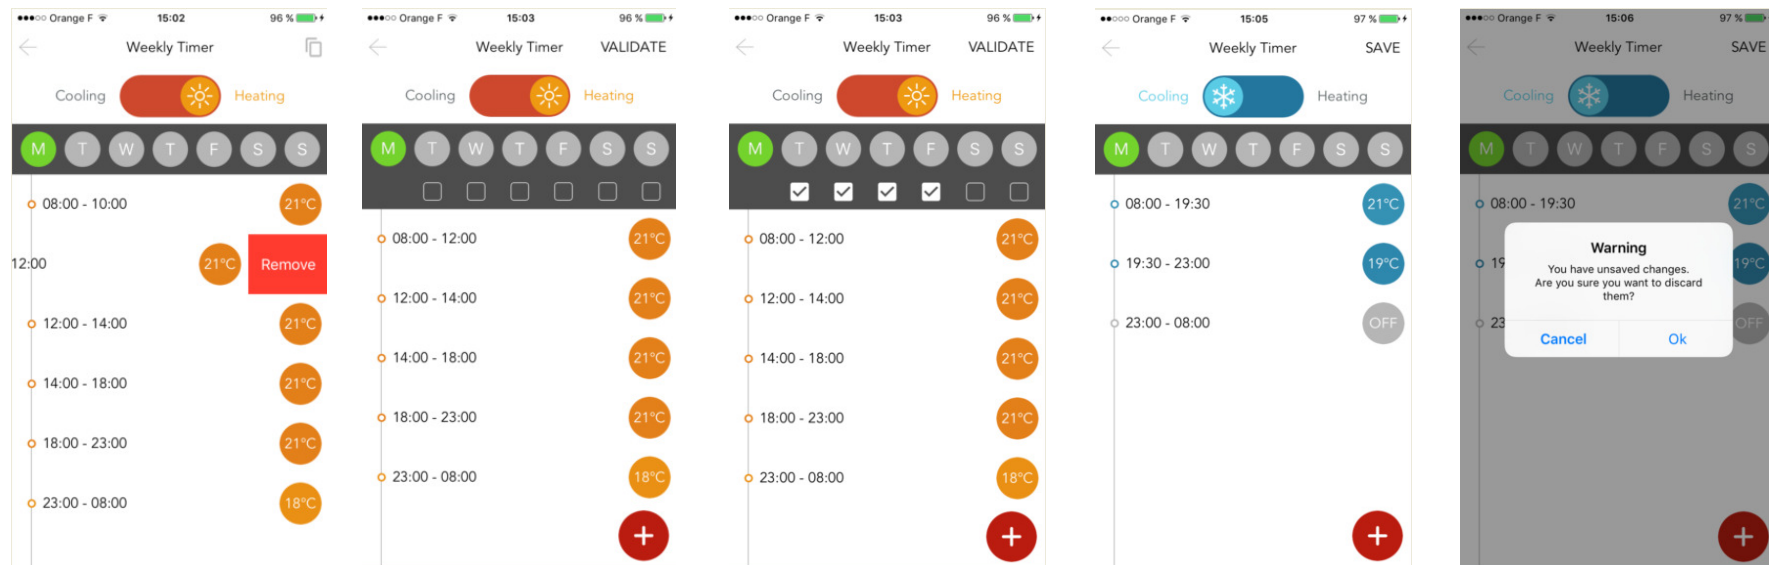 Orange F 15:02 96 %
Weekly Timer
Cooling Heating
M T W T F S S
08:00 - 10:00 21°C
12:00 21°C Remove
12:00 - 14:00 21°C
14:00 - 18:00 21°C
18:00 - 23:00 21°C
23:00 - 08:00 18°C
Orange F 15:03 96 %
Weekly Timer VALIDATE
Cooling Heating
M T W T F S S
08:00 - 12:00 21°C
12:00 - 14:00 21°C
14:00 - 18:00 21°C
18:00 - 23:00 21°C
23:00 - 08:00 18°C
+
Orange F 15:03 96 %
Weekly Timer VALIDATE
Cooling Heating
M T W T F S S
08:00 - 12:00 21°C
12:00 - 14:00 21°C
14:00 - 18:00 21°C
18:00 - 23:00 21°C
23:00 - 08:00 18°C
+
Orange F 15:05 97 %
Weekly Timer SAVE
Cooling Heating
M T W T F S S
08:00 - 19:30 21°C
19:30 - 23:00 19°C
23:00 - 08:00 OFF
+
Orange F 15:06 97 %
Weekly Timer SAVE
Cooling Heating
M T W T F S S
08:00 - 19:30 21°C
19 19°C
23 OFF
Warning
You have unsaved changes.
Are you sure you want to discard
them?
Cancel Ok
+